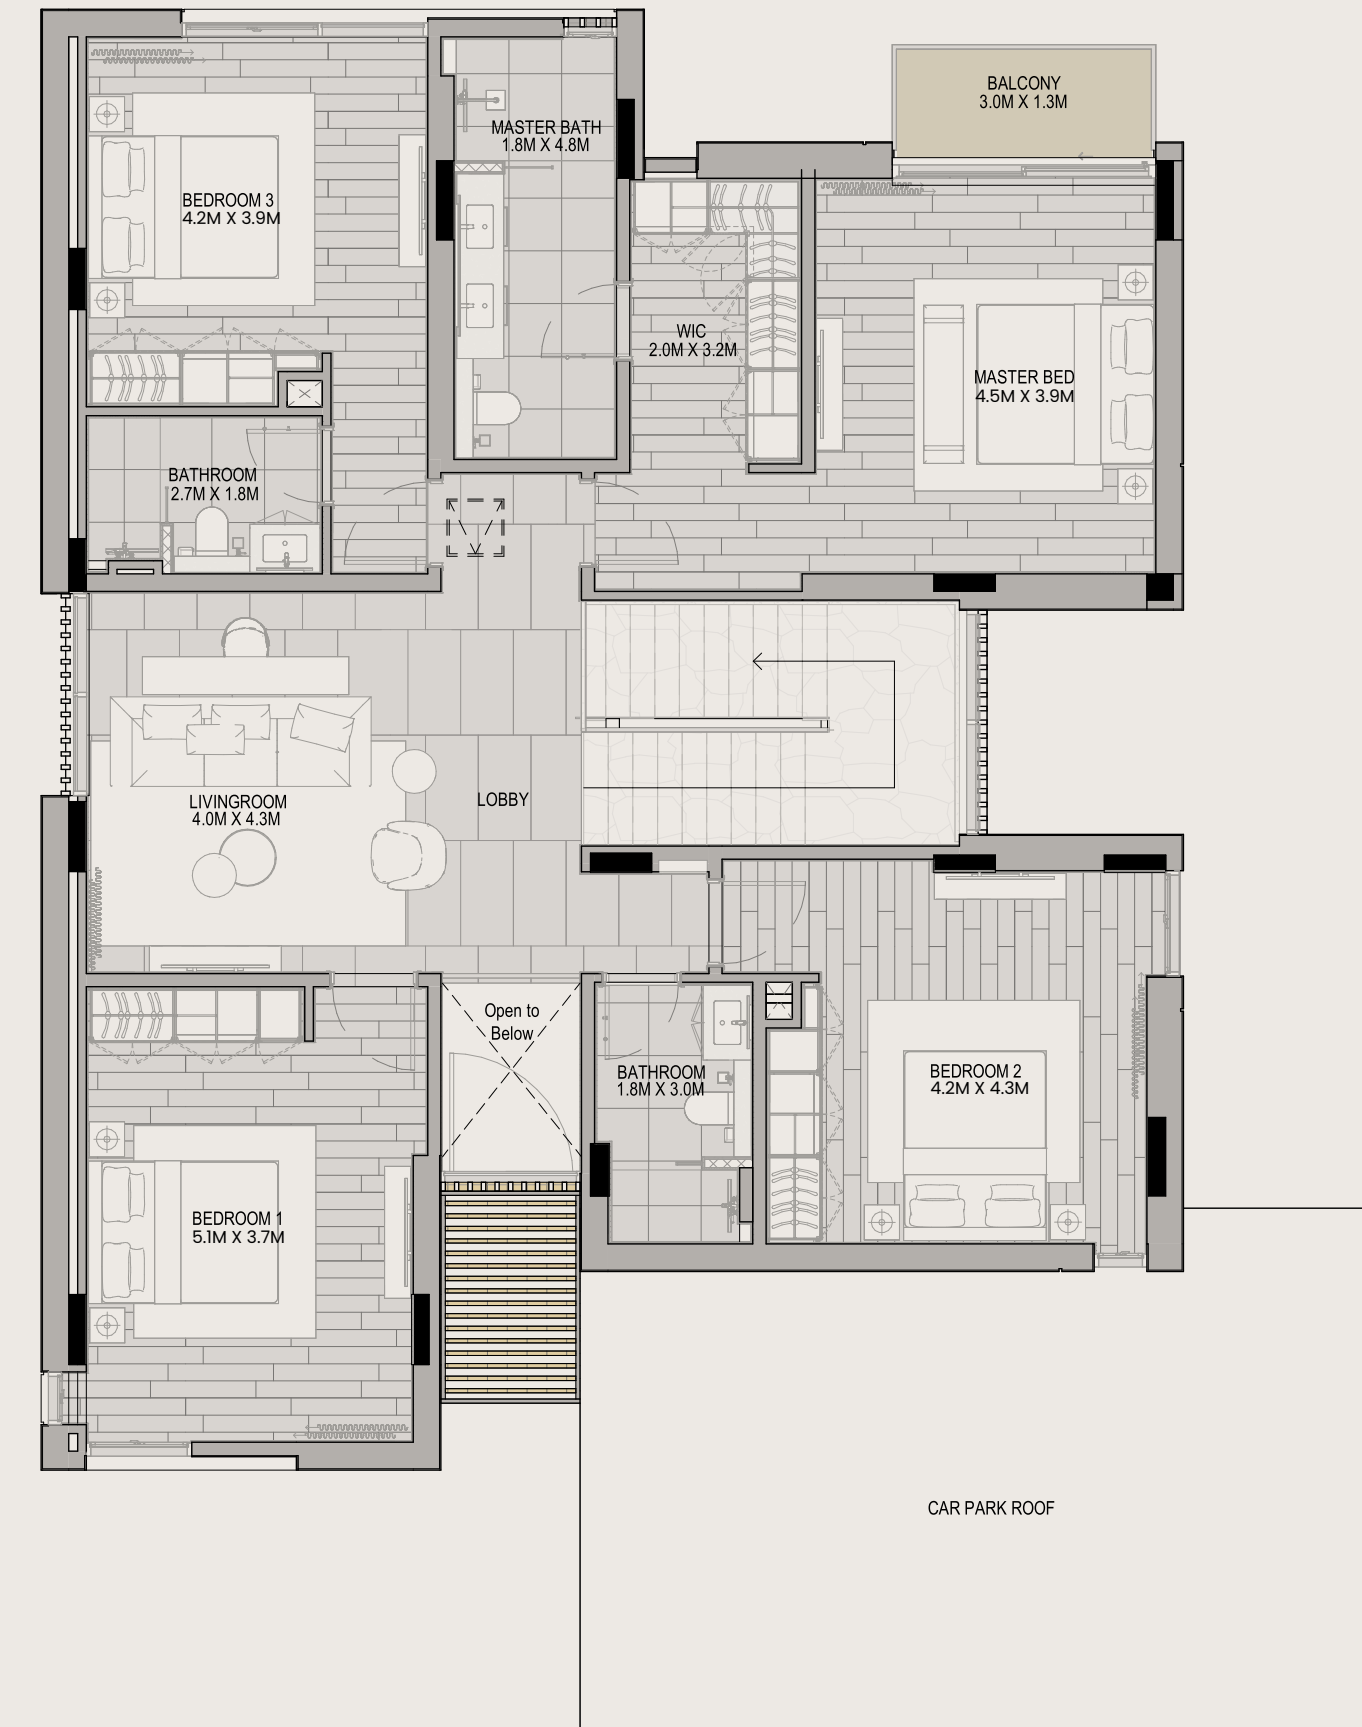 BALCONY
3.0M X 1.3M
MASTER BATH
1.8M X 4.8M
BEDROOM 3
4.2M X 3.9M
WIC
2.0M X 3.2M
MASTER BED
4.5M X 3.9M
BATHROOM
2.7M X 1.8M
LIVINGROOM
4.0M X 4.3M
LOBBY
Open to
Below
BATHROOM
1.8M X 3.0M
BEDROOM 2
4.2M X 4.3M
BEDROOM 1
5.1M X 3.7M
CAR PARK ROOF